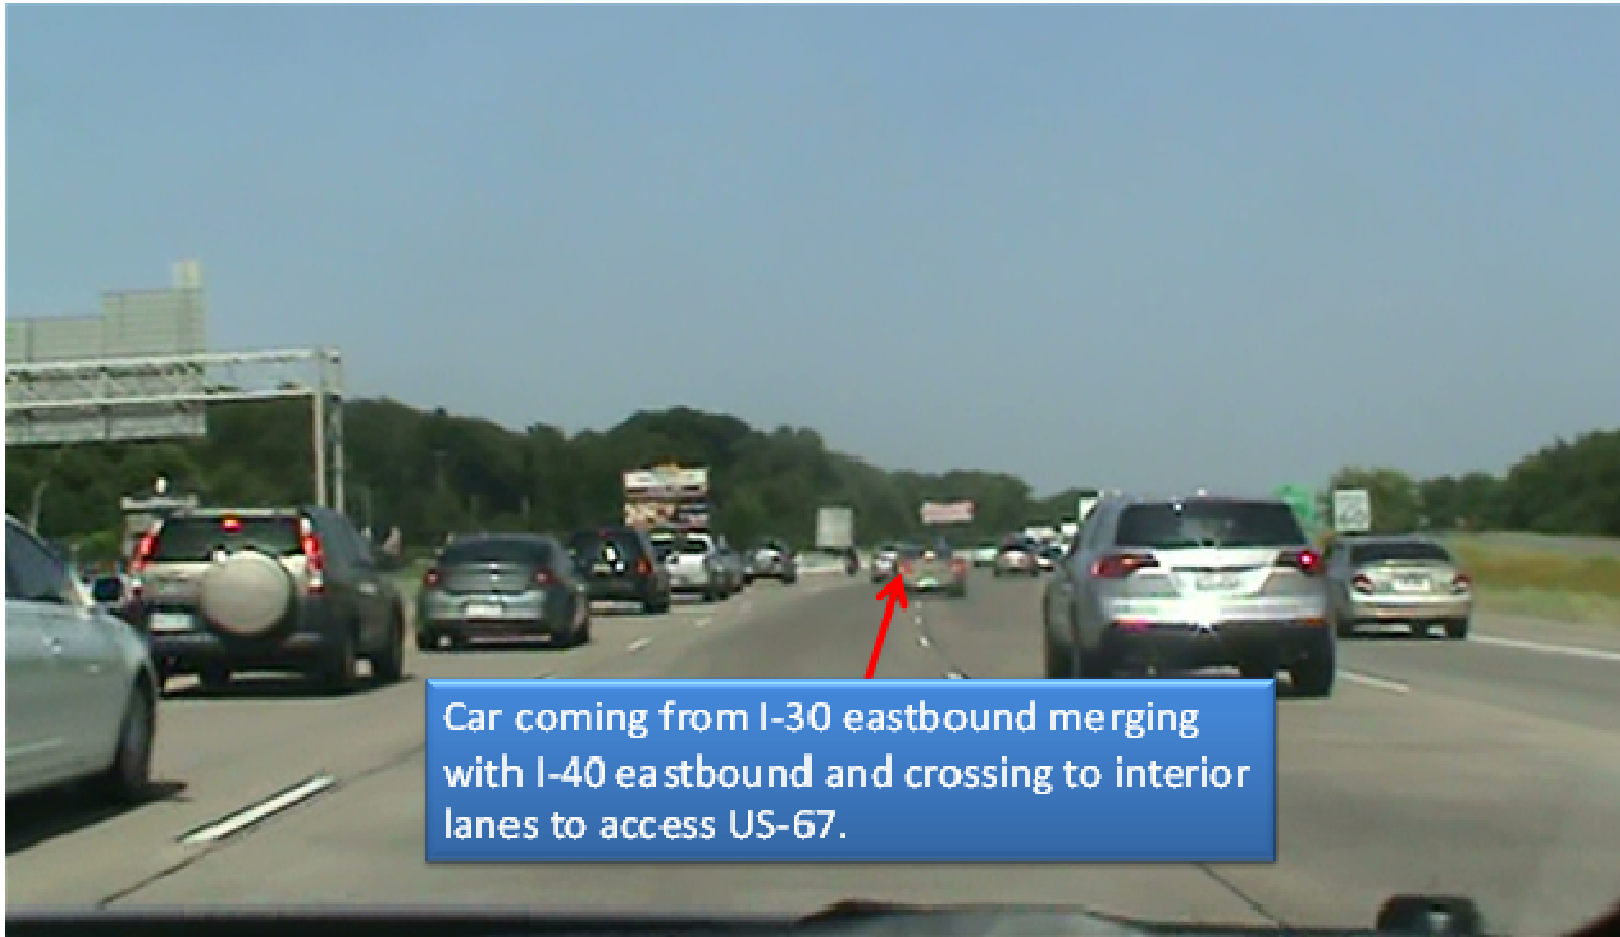 Car coming from I-30 eastbound merging
with I-40 eastbound and crossing to interior
lanes to access US-67.